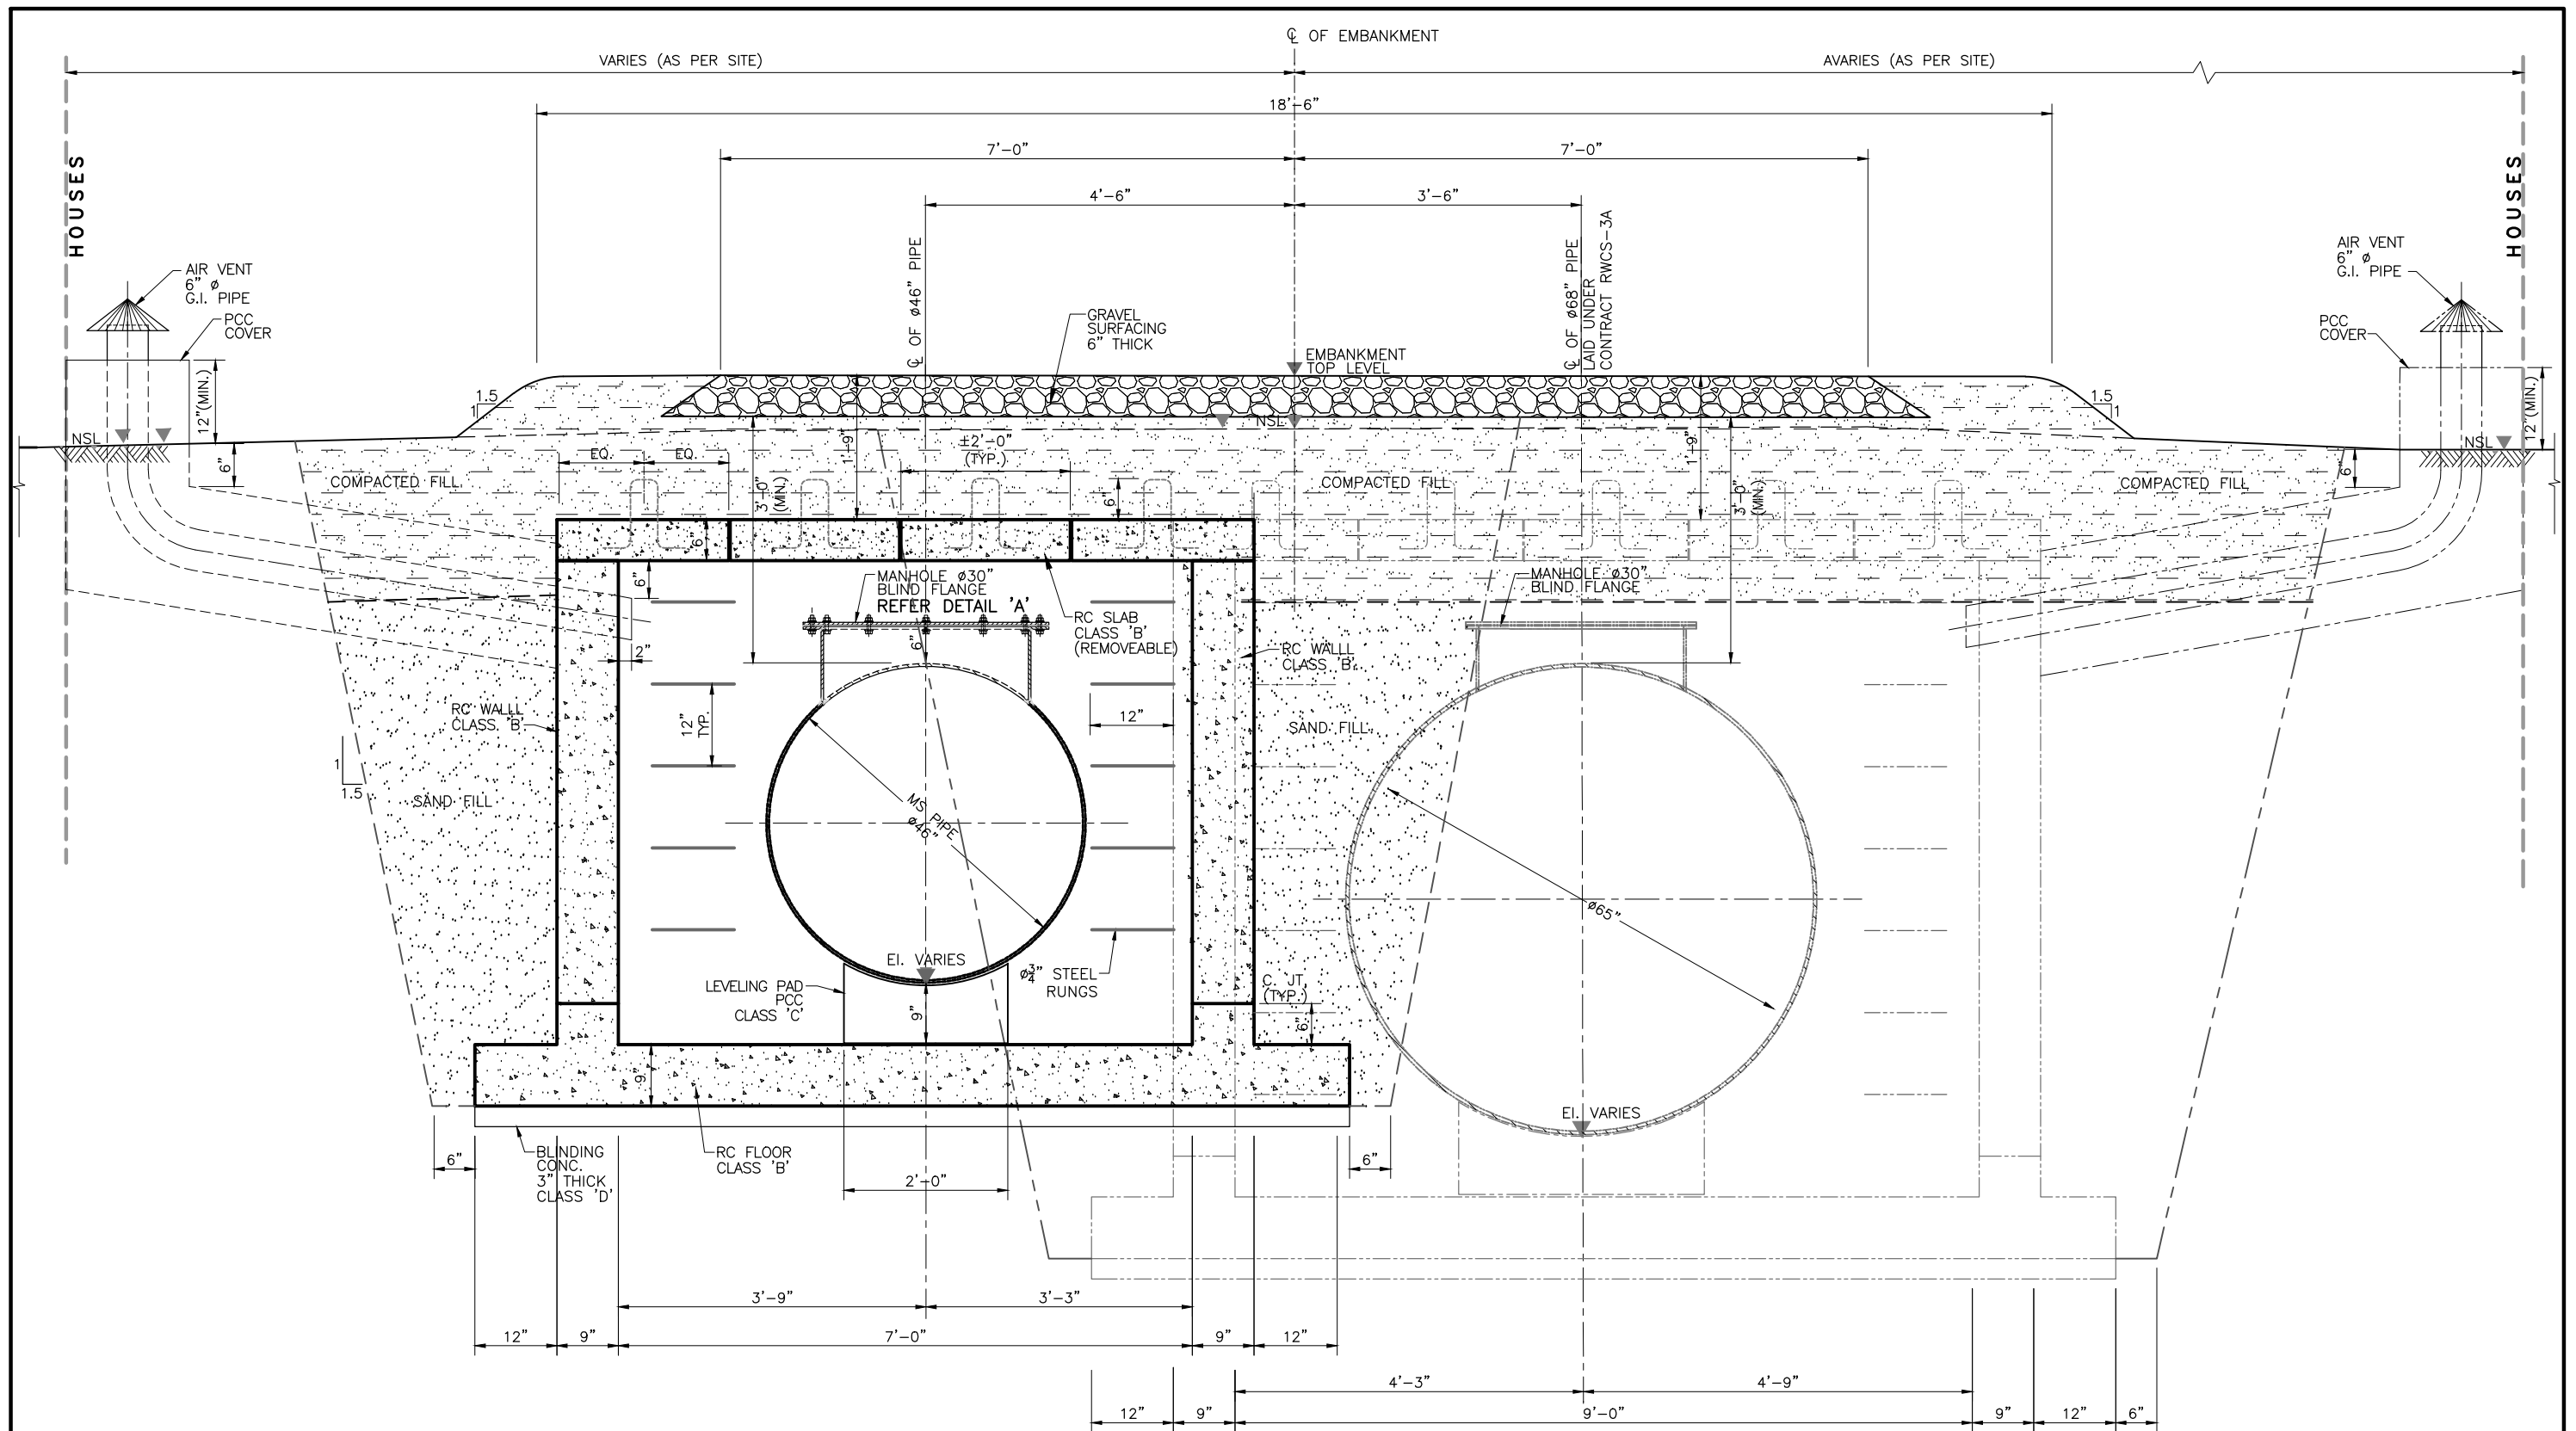 ℄ OF EMBANKMENT
VARIES (AS PER SITE)
AVARIES (AS PER SITE)
18'-6"
7'-0"
7'-0"
4'-6"
3'-6"
HOUSES
HOUSES
AIR VENT
6" ø
G.I. PIPE
PCC
COVER
12"(MIN.)
℄ OF ø46" PIPE
GRAVEL
SURFACING
6" THICK
EMBANKMENT
TOP LEVEL
℄ OF ø68" PIPE
LAID UNDER
CONTRACT RWCS-3A
AIR VENT
6" ø
G.I. PIPE
PCC
COVER
12"(MIN.)
1.5
1
1.5
1
NSL
NSL
NSL
6"
6"
EQ.
EQ.
1'-9"
±2'-0"
(TYP.)
1'-9"
COMPACTED FILL
COMPACTED FILL
COMPACTED FILL
3'-0"
(MIN.)
3'-0"
(MIN.)
6"
6"
6"
MANHOLE ø30"
BLIND FLANGE
REFER DETAIL 'A'
MANHOLE ø30"
BLIND FLANGE
RC SLAB
CLASS 'B'
(REMOVEABLE)
6"
2"
RC WALLL
CLASS 'B'
RC WALLL
CLASS 'B'
12"
TYP.
12"
SAND FILL
SAND FILL
1
1.5
MS PIPE
ø46"
ø65"
EI. VARIES
ø3/4" STEEL
RUNGS
LEVELING PAD
PCC
CLASS 'C'
9"
C. JT.
(TYP.)
6"
9"
EI. VARIES
6"
BLINDING
CONC.
3" THICK
CLASS 'D'
RC FLOOR
CLASS 'B'
2'-0"
6"
3'-9"
3'-3"
12"
9"
7'-0"
9"
12"
4'-3"
4'-9"
12"
9"
9'-0"
9"
12"
6"